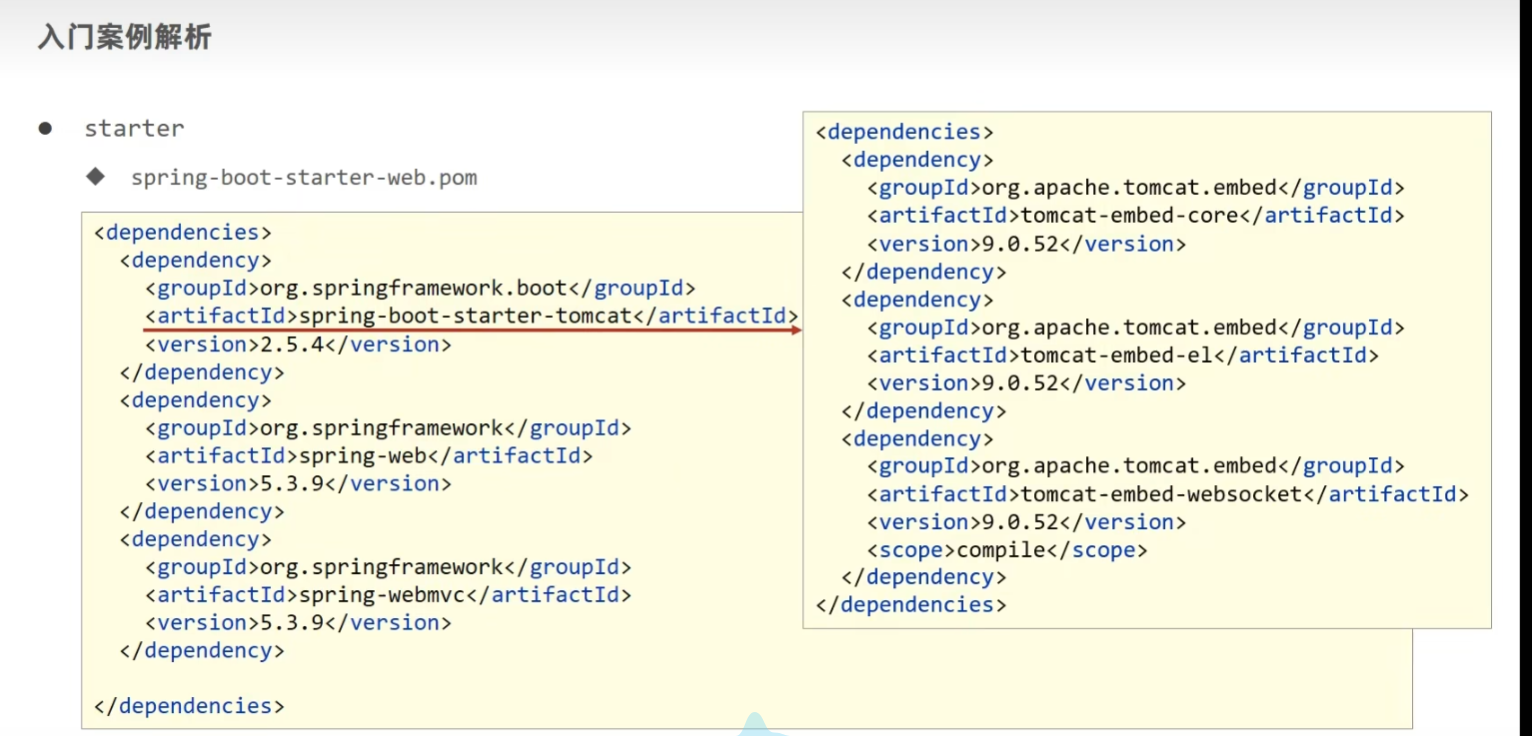 入门案例解析
starter
spring-boot-starter-web.pom
<dependencies>
<dependency>
<groupId>org.springframework.boot</groupId>
<artifactId>spring-boot-starter-tomcat</artifactId>
<version>2.5.4</version>
</dependency>
<dependency>
<groupId>org.springframework</groupId>
<artifactId>spring-web</artifactId>
<version>5.3.9</version>
</dependency>
<dependency>
<groupId>org.springframework</groupId>
<artifactId>spring-webmvc</artifactId>
<version>5.3.9</version>
</dependency>
</dependencies>
<dependencies>
<dependency>
<groupId>org.apache.tomcat.embed</groupId>
<artifactId>tomcat-embed-core</artifactId>
<version>9.0.52</version>
</dependency>
<dependency>
<groupId>org.apache.tomcat.embed</groupId>
<artifactId>tomcat-embed-el</artifactId>
<version>9.0.52</version>
</dependency>
<dependency>
<groupId>org.apache.tomcat.embed</groupId>
<artifactId>tomcat-embed-websocket</artifactId>
<version>9.0.52</version>
<scope>compile</scope>
</dependency>
</dependencies>